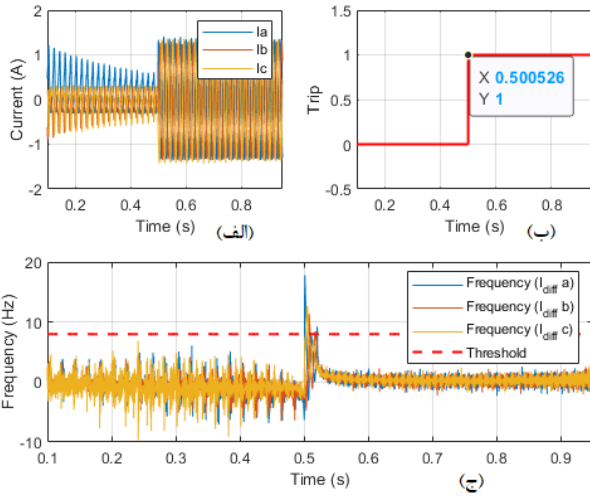 2
1
0
-1
-2
Current (A)
Ia
Ib
Ic
0.2 0.4 0.6 0.8
Time (s)
(الف)
1.5
1
0.5
0
-0.5
Trip
X 0.500526
Y 1
0.2 0.4 0.6 0.8
Time (s)
(ب)
20
10
0
-10
Frequency (Hz)
Frequency (I_diff a)
Frequency (I_diff b)
Frequency (I_diff c)
Threshold
0.1 0.2 0.3 0.4 0.5 0.6 0.7 0.8 0.9
Time (s)
(ج)